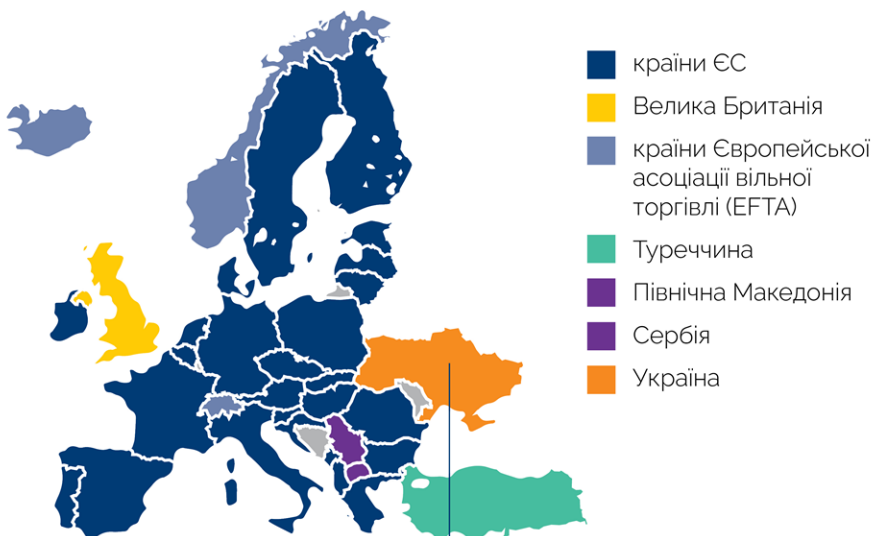 країни ЄС
Велика Британія
країни Європейської
асоціації вільної
торгівлі (EFTA)
Туреччина
Північна Македонія
Сербія
Україна